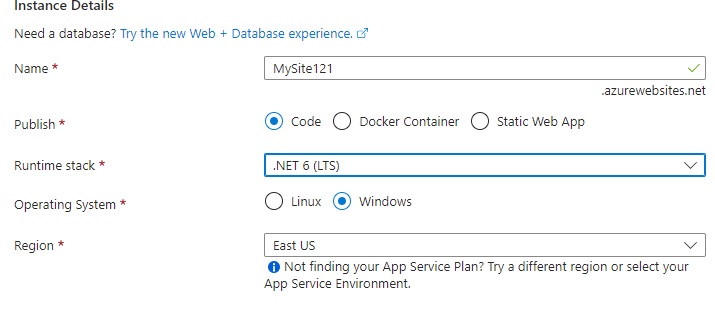 Instance Details
Need a database? Try the new Web + Database experience.
Name * MySite121
.azurewebsites.net
Publish * Code Docker Container Static Web App
Runtime stack * .NET 6 (LTS)
Operating System * Linux Windows
Region * East US
Not finding your App Service Plan? Try a different region or select your
App Service Environment.